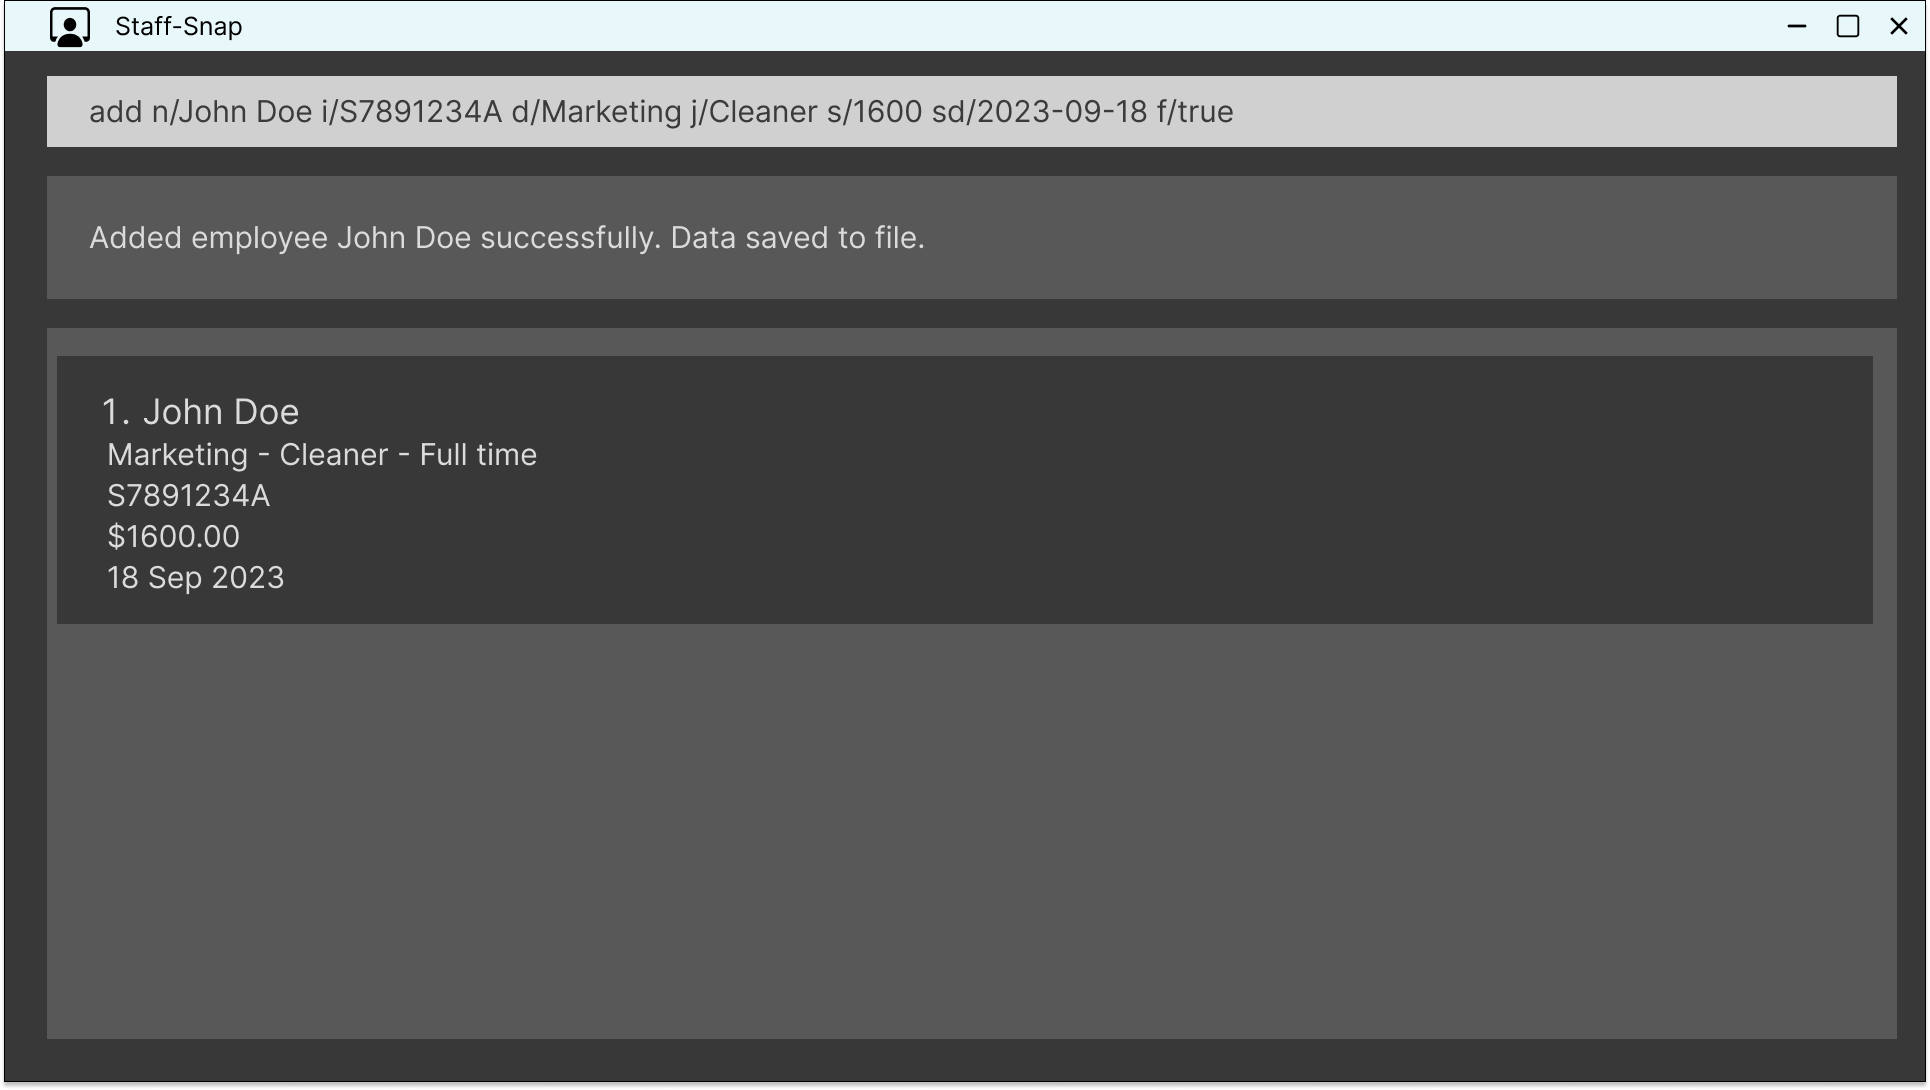 Staff-Snap
add n/John Doe i/S7891234A d/Marketing j/Cleaner s/1600 sd/2023-09-18 f/true
Added employee John Doe successfully. Data saved to file.
1. John Doe
Marketing - Cleaner - Full time
S7891234A
$1600.00
18 Sep 2023